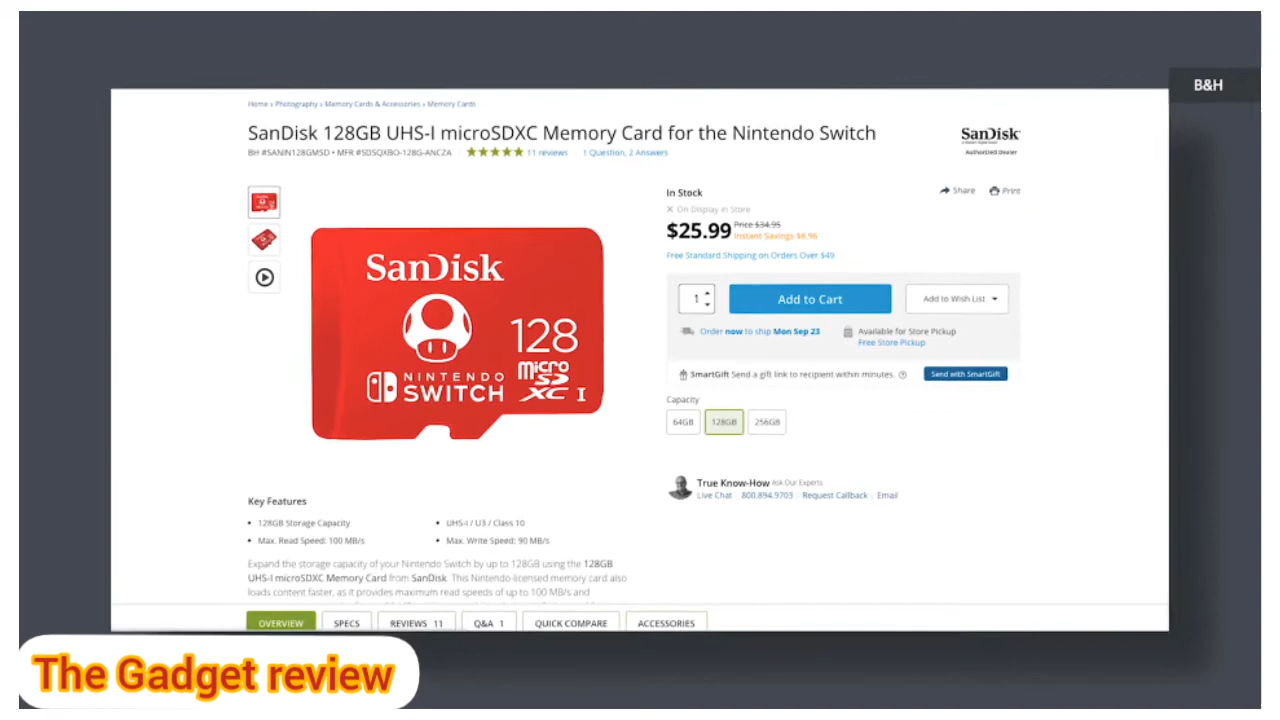 B&H
Home › Photography › Memory Cards & Accessories › Memory Cards
SanDisk 128GB UHS-I microSDXC Memory Card for the Nintendo Switch
BH #SANIN128GMSD • MFR #SDSQXBO-128G-ANCZA 11 reviews 1 Question, 2 Answers
SanDisk
Authorized Dealer
In Stock
Share Print
On Display in Store
$25.99 Price $34.95
Instant Savings $8.96
Free Standard Shipping on Orders Over $49
1 Add to Cart Add to Wish List
Order now to ship Mon Sep 23 Available for Store Pickup
Free Store Pickup
SmartGift Send a gift link to recipient within minutes. Send with SmartGift
Capacity
64GB 128GB 256GB
True Know-How Ask Our Experts
Live Chat 800.894.9703 Request Callback Email
SanDisk
128
NINTENDO
SWITCH
micro
SD
XC I
Key Features
• 128GB Storage Capacity • UHS-I / U3 / Class 10
• Max. Read Speed: 100 MB/s • Max. Write Speed: 90 MB/s
Expand the storage capacity of your Nintendo Switch by up to 128GB using the 128GB
UHS-I microSDXC Memory Card from SanDisk. This Nintendo-licensed memory card also
loads content faster, as it provides maximum read speeds of up to 100 MB/s and
OVERVIEW SPECS REVIEWS 11 Q&A 1 QUICK COMPARE ACCESSORIES
The Gadget review